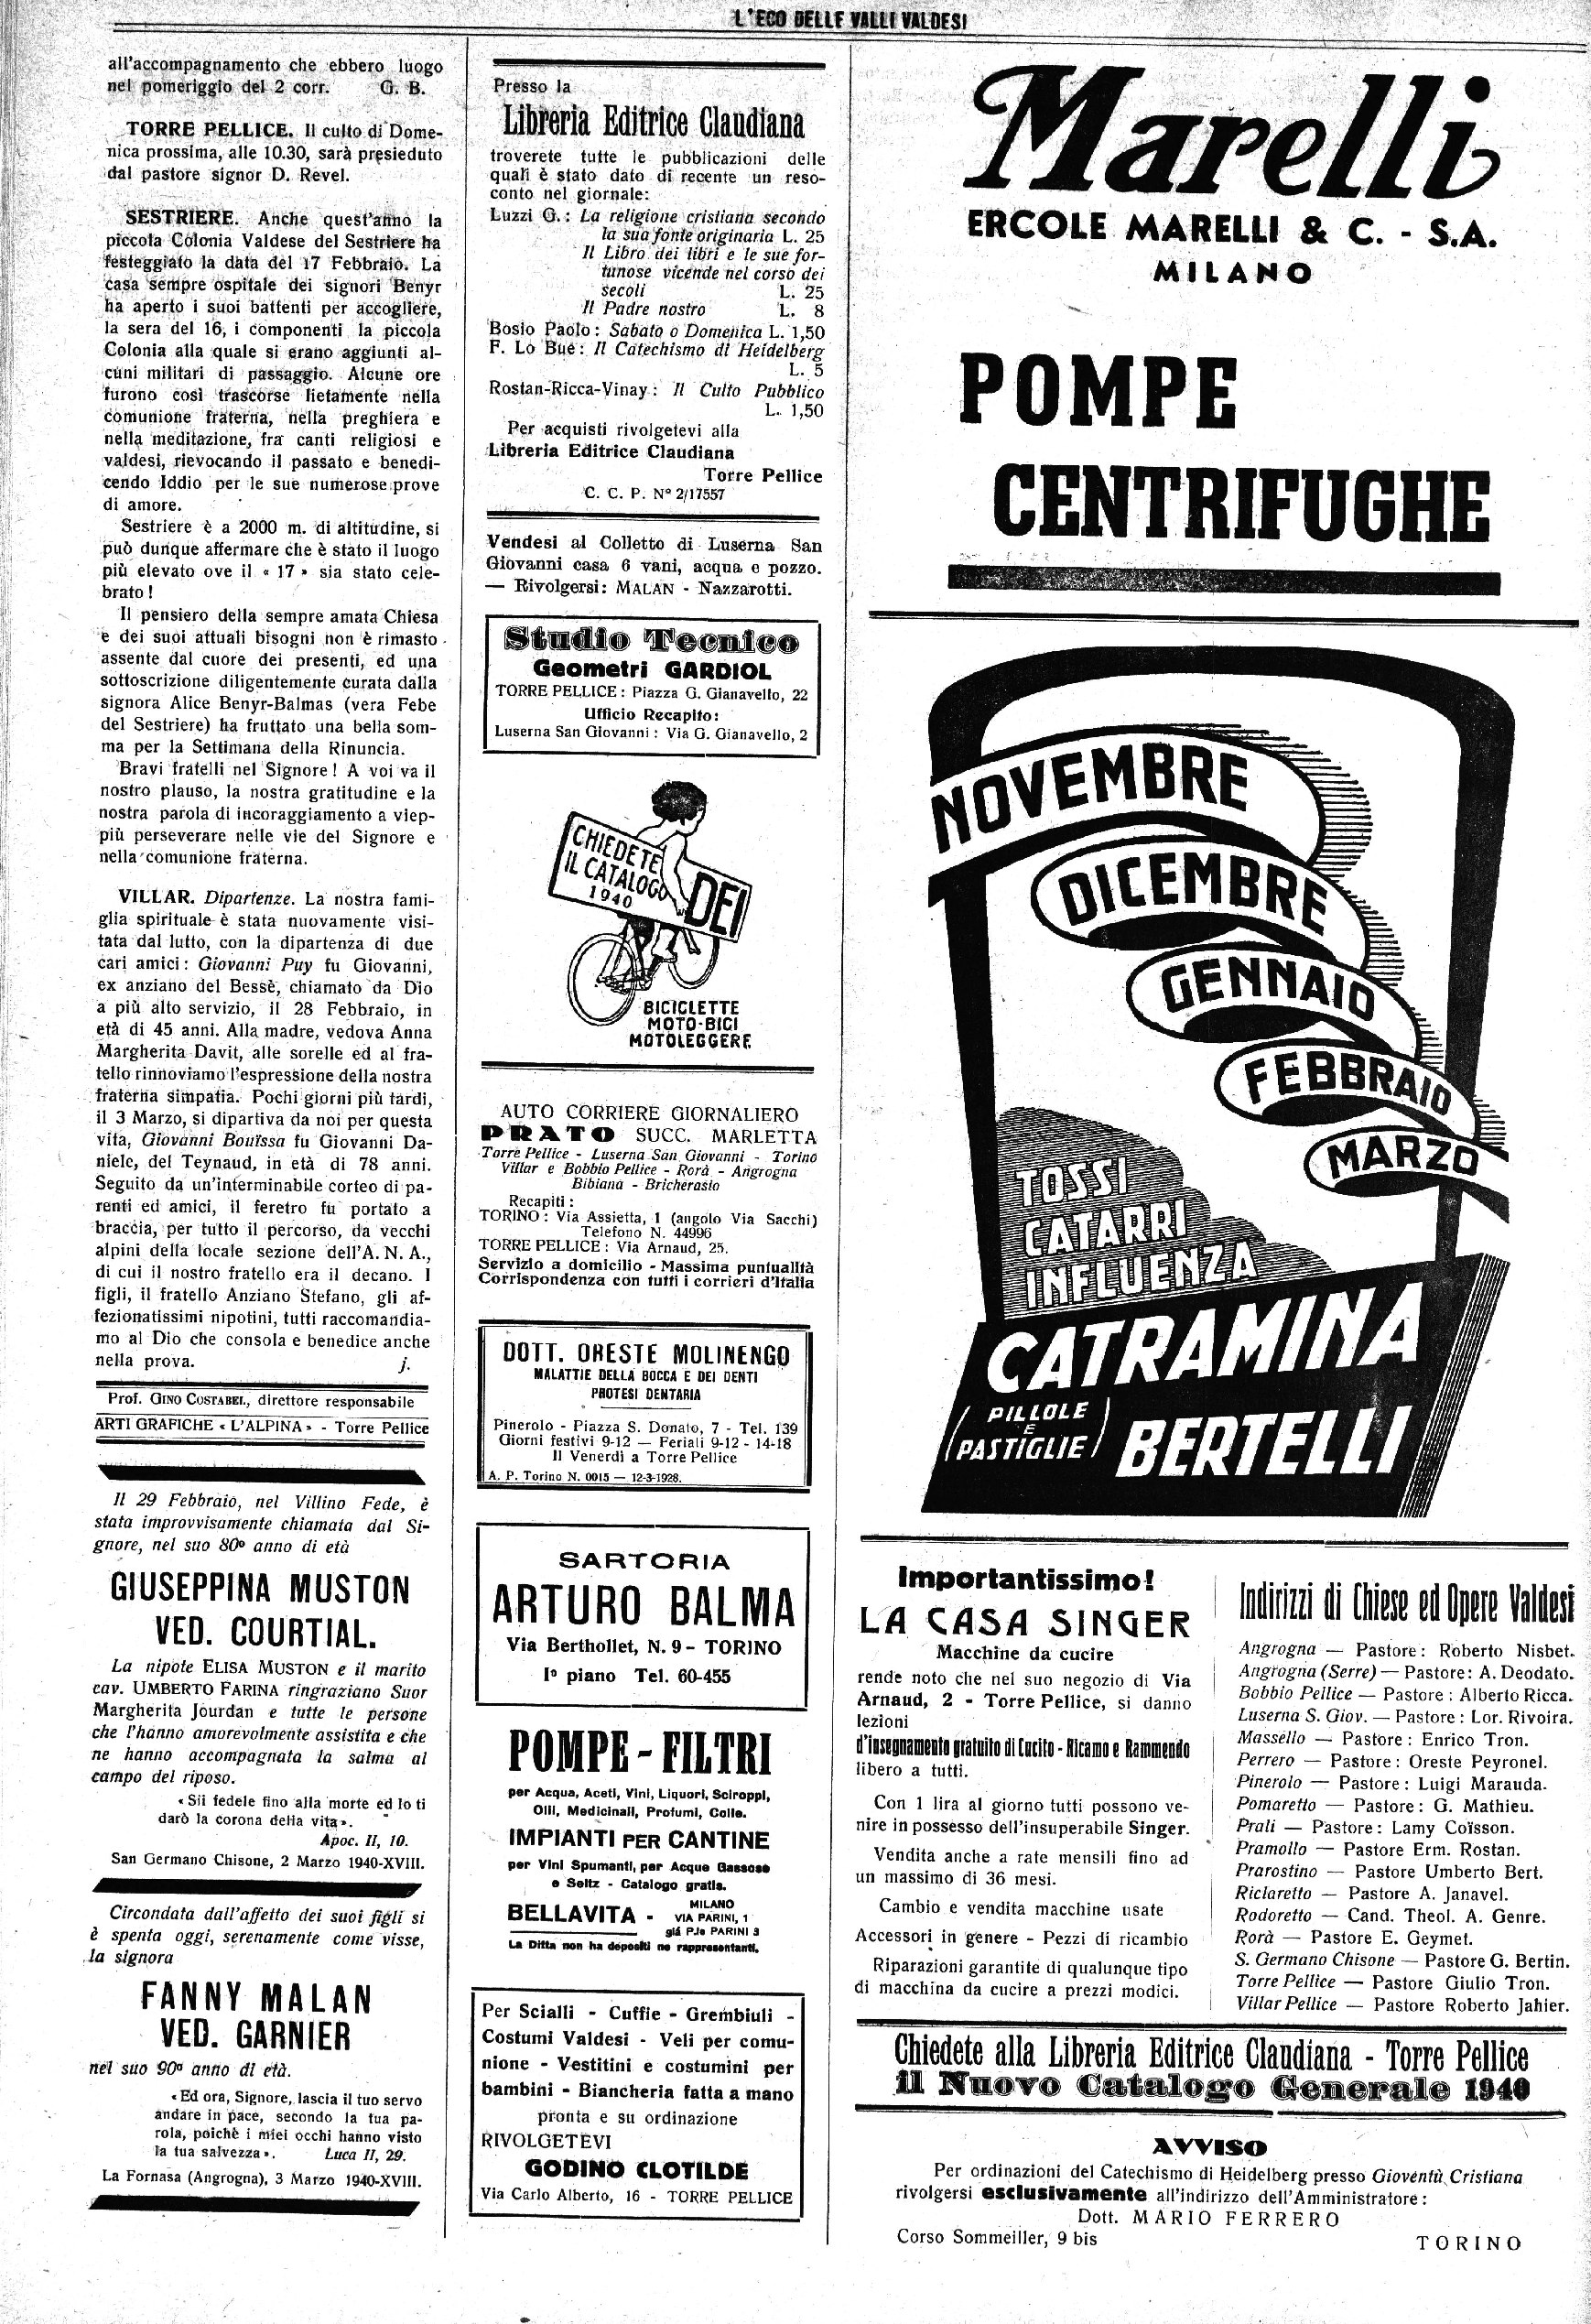 L'ECO DELLE VALLI VALDESI
all'accompagnamento che ebbero luogo
nel pomeriggio del 2 corr. G. B.
TORRE PELLICE. Il culto di Dome-
nica prossima, alle 10.30, sarà presieduto
dal pastore signor D. Revel.
SESTRIERE. Anche quest'anno la
piccola Colonia Valdese del Sestriere ha
festeggiato la data del 17 Febbraio. La
casa sempre ospitale dei signori Benyr
ha aperto i suoi battenti per accogliere,
la sera del 16, i componenti la piccola
Colonia alla quale si erano aggiunti al-
cuni militari di passaggio. Alcune ore
furono così trascorse lietamente nella
comunione fraterna, nella preghiera e
nella meditazione, fra canti religiosi e
valdesi, rievocando il passato e benedi-
cendo Iddio per le sue numerose prove
di amore.
Sestriere è a 2000 m. di altitudine, si
può dunque affermare che è stato il luogo
più elevato ove il « 17 » sia stato cele-
brato !
Il pensiero della sempre amata Chiesa
e dei suoi attuali bisogni non è rimasto
assente dal cuore dei presenti, ed una
sottoscrizione diligentemente curata dalla
signora Alice Benyr-Balmas (vera Febe
del Sestriere) ha fruttato una bella som-
ma per la Settimana della Rinuncia.
Bravi fratelli nel Signore ! A voi va il
nostro plauso, la nostra gratitudine e la
nostra parola di incoraggiamento a viep-
più perseverare nelle vie del Signore e
nella comunione fraterna.
VILLAR. Dipartenze. La nostra fami-
glia spirituale è stata nuovamente visi-
tata dal lutto, con la dipartenza di due
cari amici : Giovanni Puy fu Giovanni,
ex anziano del Bessè, chiamato da Dio
a più alto servizio, il 28 Febbraio, in
età di 45 anni. Alla madre, vedova Anna
Margherita Davit, alle sorelle ed al fra-
tello rinnoviamo l'espressione della nostra
fraterna simpatia. Pochi giorni più tardi,
il 3 Marzo, si dipartiva da noi per questa
vita, Giovanni Bouïssa fu Giovanni Da-
niele, del Teynaud, in età di 78 anni.
Seguito da un'interminabile corteo di pa-
renti ed amici, il feretro fu portato a
braccia, per tutto il percorso, da vecchi
alpini della locale sezione dell'A. N. A.,
di cui il nostro fratello era il decano. I
figli, il fratello Anziano Stefano, gli af-
fezionatissimi nipotini, tutti raccomandia-
mo al Dio che consola e benedice anche
nella prova. j.
Prof. GINO COSTABEL, direttore responsabile
ARTI GRAFICHE « L'ALPINA » - Torre Pellice
Il 29 Febbraio, nel Villino Fede, è
stata improvvisamente chiamata dal Si-
gnore, nel suo 80º anno di età
GIUSEPPINA MUSTON
VED. COURTIAL.
La nipote ELISA MUSTON e il marito
cav. UMBERTO FARINA ringraziano Suor
Margherita Jourdan e tutte le persone
che l'hanno amorevolmente assistita e che
ne hanno accompagnata la salma al
campo del riposo.
« Sii fedele fino alla morte ed Io ti
darò la corona della vita ».
Apoc. II, 10.
San Germano Chisone, 2 Marzo 1940-XVIII.
Circondata dall'affetto dei suoi figli si
è spenta oggi, serenamente come visse,
la signora
FANNY MALAN
VED. GARNIER
nel suo 90º anno di età.
« Ed ora, Signore, lascia il tuo servo
andare in pace, secondo la tua pa-
rola, poichè i miei occhi hanno visto
la tua salvezza ». Luca II, 29.
La Fornasa (Angrogna), 3 Marzo 1940-XVIII.
Presso la
Libreria Editrice Claudiana
troverete tutte le pubblicazioni delle
quali è stato dato di recente un reso-
conto nel giornale:
Luzzi G. : La religione cristiana secondo
la sua fonte originaria L. 25
Il Libro dei libri e le sue for-
tunose vicende nel corso dei
secoli L. 25
Il Padre nostro L. 8
Bosio Paolo : Sabato o Domenica L. 1,50
F. Lo Bue : Il Catechismo di Heidelberg
L. 5
Rostan-Ricca-Vinay : Il Culto Pubblico
L. 1,50
Per acquisti rivolgetevi alla
Libreria Editrice Claudiana
Torre Pellice
C. C. P. Nº 2/17557
Vendesi al Colletto di Luserna San
Giovanni casa 6 vani, acqua e pozzo.
— Rivolgersi: MALAN - Nazzarotti.
Studio Tecnico
Geometri GARDIOL
TORRE PELLICE : Piazza G. Gianavello, 22
Ufficio Recapito:
Luserna San Giovanni : Via G. Gianavello, 2
CHIEDETE
IL CATALOGO
1940
DEI
BICICLETTE
MOTO-BICI
MOTOLEGGERE
AUTO CORRIERE GIORNALIERO
PRATO SUCC. MARLETTA
Torre Pellice - Luserna San Giovanni - Torino
Villar e Bobbio Pellice - Rorà - Angrogna
Bibiana - Bricherasio
Recapiti :
TORINO : Via Assietta, 1 (angolo Via Sacchi)
Telefono N. 44996
TORRE PELLICE : Via Arnaud, 25.
Servizio a domicilio - Massima puntualità
Corrispondenza con tutti i corrieri d'Italia
DOTT. ORESTE MOLINENGO
MALATTIE DELLA BOCCA E DEI DENTI
PROTESI DENTARIA
Pinerolo - Piazza S. Donato, 7 - Tel. 139
Giorni festivi 9-12 — Feriali 9-12 - 14-18
Il Venerdì a Torre Pellice
A. P. Torino N. 0015 — 12-3-1928.
SARTORIA
ARTURO BALMA
Via Berthollet, N. 9 - TORINO
Iº piano Tel. 60-455
POMPE - FILTRI
per Acqua, Aceti, Vini, Liquori, Sciroppi,
Olii, Medicinali, Profumi, Colle.
IMPIANTI PER CANTINE
per Vini Spumanti, per Acque Gassose
e Seltz - Catalogo gratis.
BELLAVITA - MILANO
VIA PARINI, 1
già P.le PARINI 3
La Ditta non ha depositi ne rappresentanti.
Per Scialli - Cuffie - Grembiuli -
Costumi Valdesi - Veli per comu-
nione - Vestitini e costumini per
bambini - Biancheria fatta a mano
pronta e su ordinazione
RIVOLGETEVI
GODINO CLOTILDE
Via Carlo Alberto, 16 - TORRE PELLICE
Marelli
ERCOLE MARELLI & C. - S.A.
MILANO
POMPE
CENTRIFUGHE
NOVEMBRE
DICEMBRE
GENNAIO
FEBBRAIO
MARZO
TOSSI
CATARRI
INFLUENZA
CATRAMINA
PILLOLE
E
PASTIGLIE
BERTELLI
Importantissimo!
LA CASA SINGER
Macchine da cucire
rende noto che nel suo negozio di Via
Arnaud, 2 - Torre Pellice, si danno
lezioni
d'insegnamento gratuito di Cucito - Ricamo e Rammendo
libero a tutti.
Con 1 lira al giorno tutti possono ve-
nire in possesso dell'insuperabile Singer.
Vendita anche a rate mensili fino ad
un massimo di 36 mesi.
Cambio e vendita macchine usate
Accessori in genere - Pezzi di ricambio
Riparazioni garantite di qualunque tipo
di macchina da cucire a prezzi modici.
Indirizzi di Chiese ed Opere Valdesi
Angrogna — Pastore : Roberto Nisbet.
Angrogna (Serre) — Pastore: A. Deodato.
Bobbio Pellice — Pastore : Alberto Ricca.
Luserna S. Giov. — Pastore : Lor. Rivoira.
Massello — Pastore : Enrico Tron.
Perrero — Pastore : Oreste Peyronel.
Pinerolo — Pastore : Luigi Marauda.
Pomaretto — Pastore : G. Mathieu.
Prali — Pastore : Lamy Coïsson.
Pramollo — Pastore Erm. Rostan.
Prarostino — Pastore Umberto Bert.
Riclaretto — Pastore A. Janavel.
Rodoretto — Cand. Theol. A. Genre.
Rorà — Pastore E. Geymet.
S. Germano Chisone — Pastore G. Bertin.
Torre Pellice — Pastore Giulio Tron.
Villar Pellice — Pastore Roberto Jahier.
Chiedete alla Libreria Editrice Claudiana - Torre Pellice
il Nuovo Catalogo Generale 1940
AVVISO
Per ordinazioni del Catechismo di Heidelberg presso Gioventù Cristiana
rivolgersi esclusivamente all'indirizzo dell'Amministratore :
Dott. MARIO FERRERO
Corso Sommeiller, 9 bis TORINO